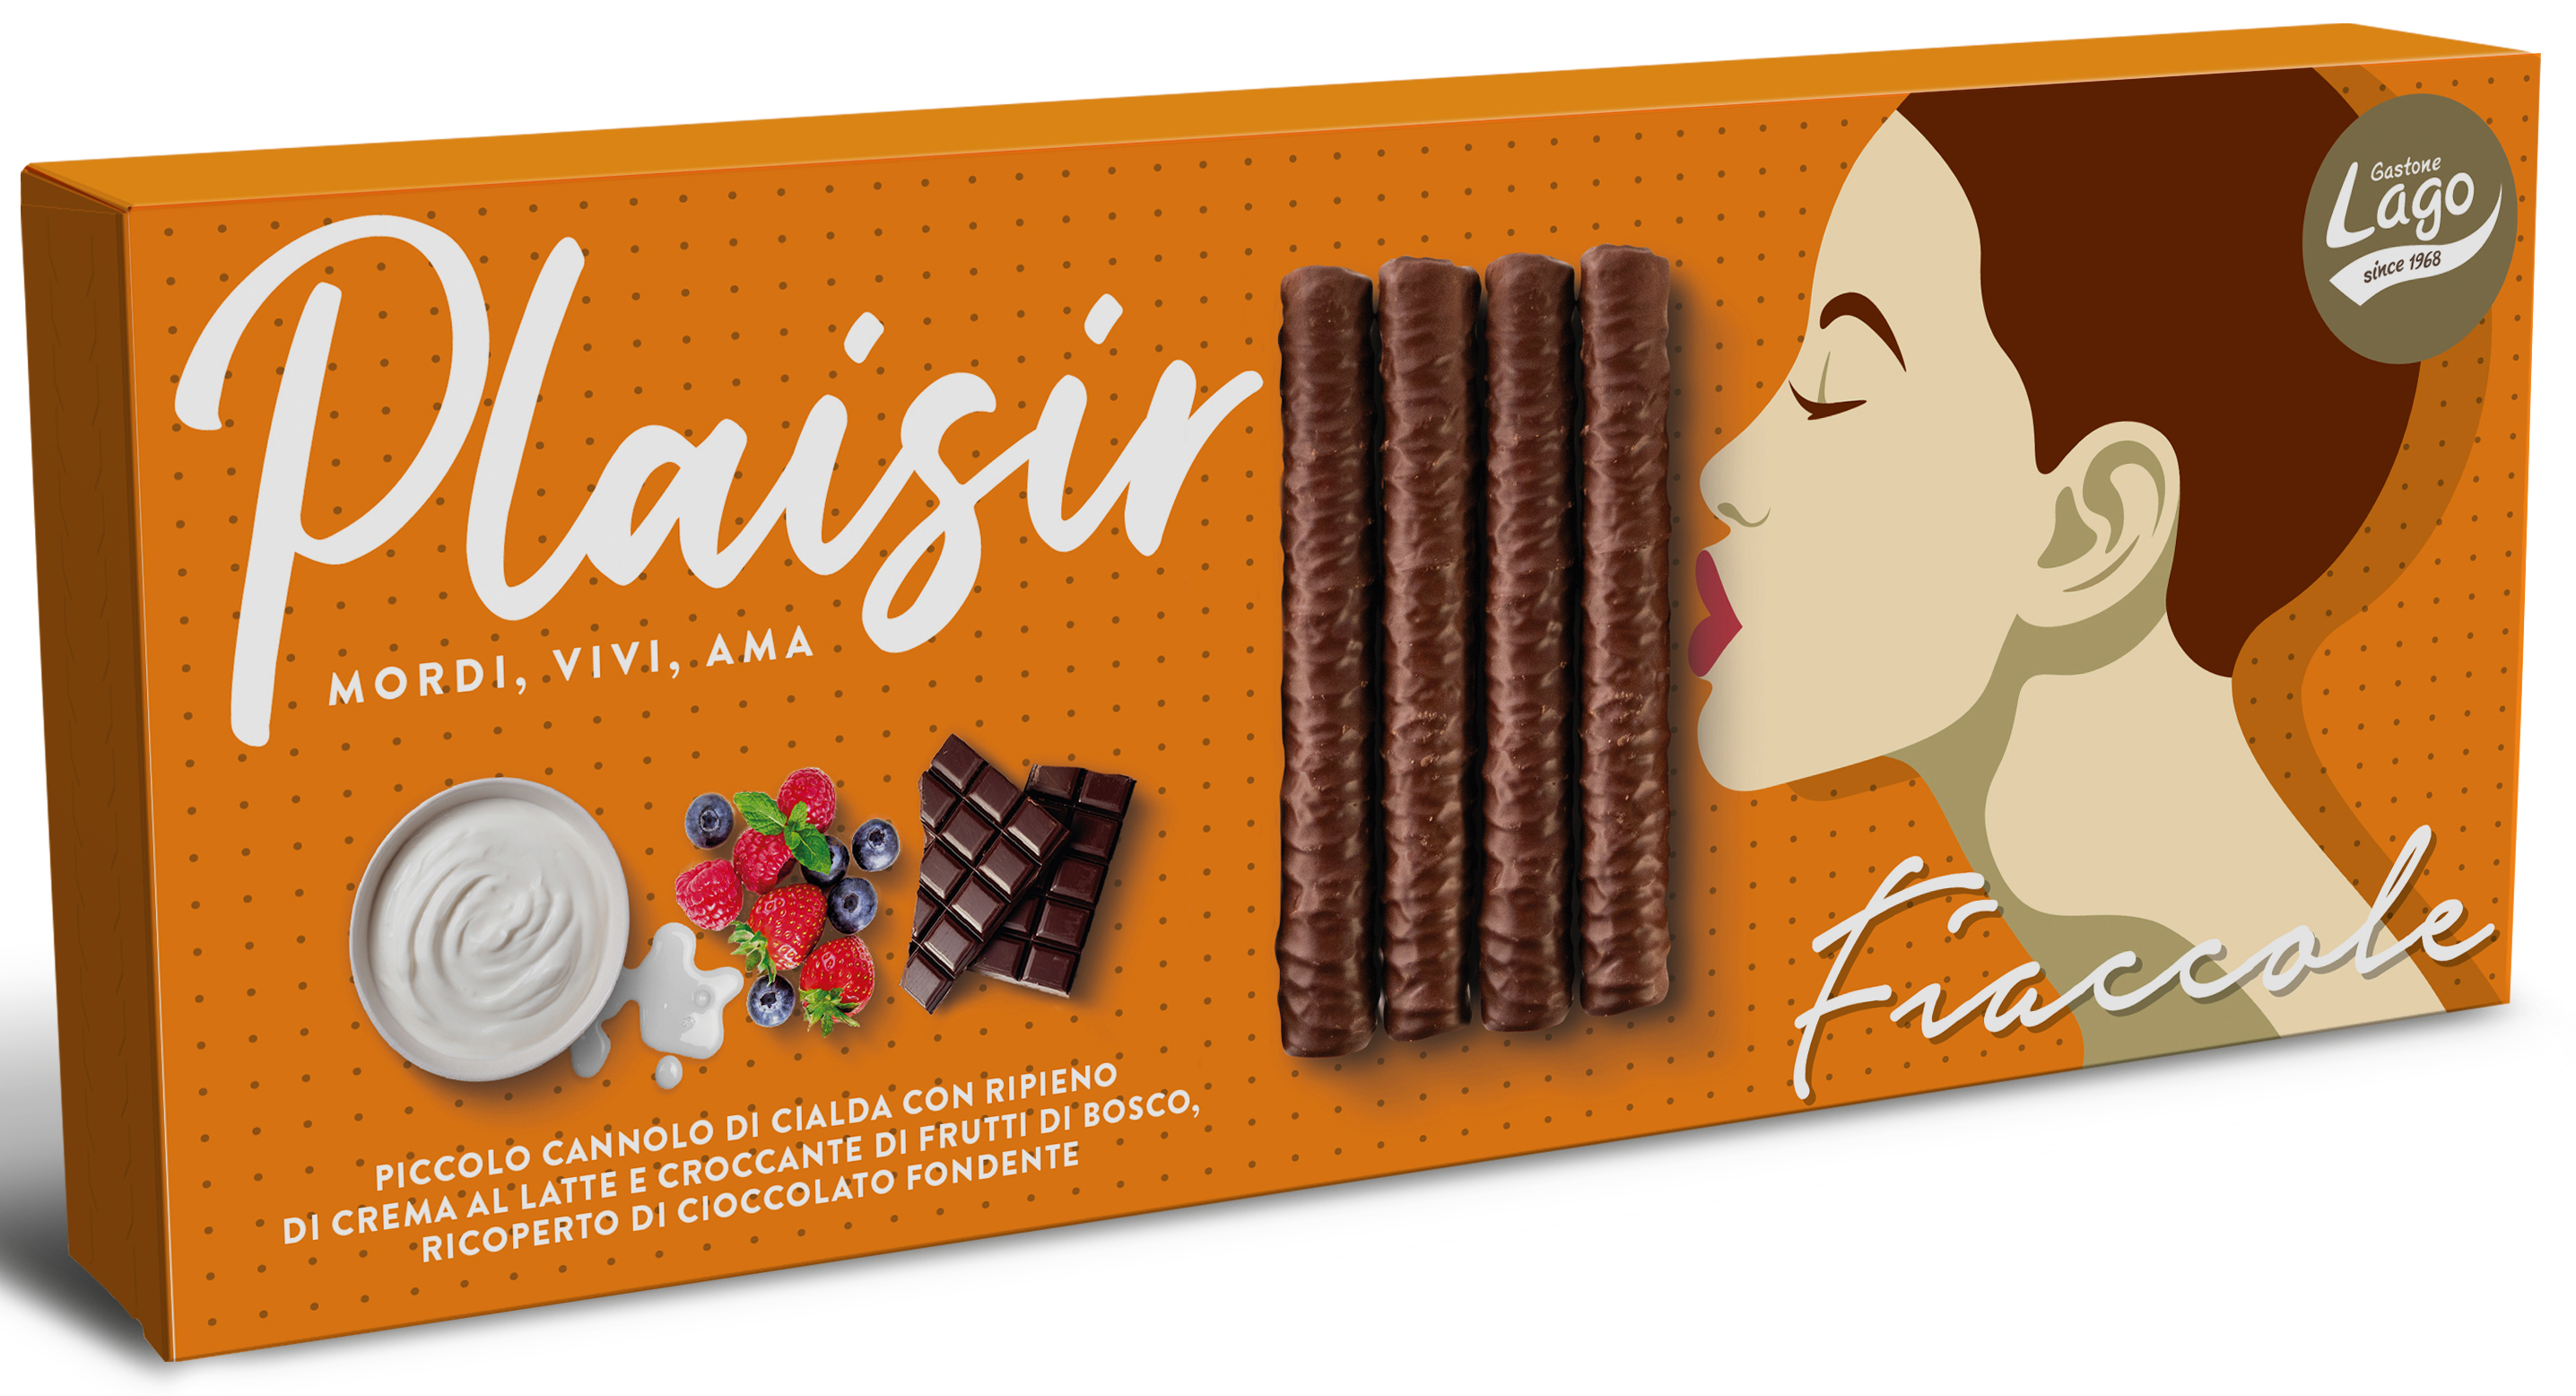 Plaisir
MORDI, VIVI, AMA
PICCOLO CANNOLO DI CIALDA CON RIPIENO
DI CREMA AL LATTE E CROCCANTE DI FRUTTI DI BOSCO,
RICOPERTO DI CIOCCOLATO FONDENTE
Gastone
Lago
since 1968
Fiaccole